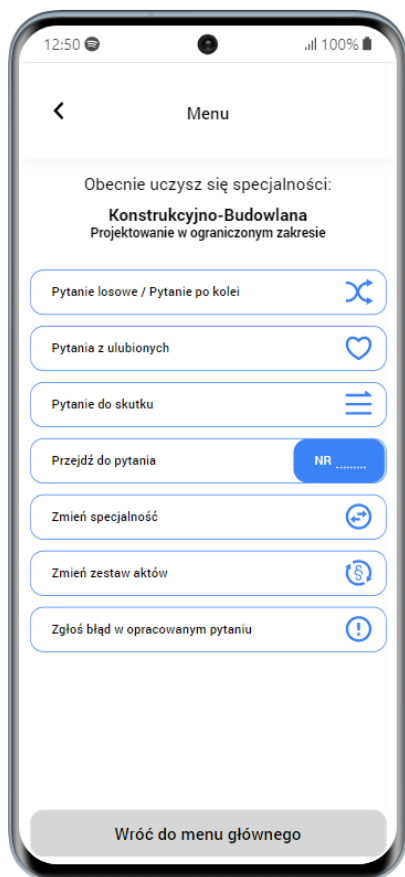 12:50
100%
Menu
Obecnie uczysz się specjalności:
Konstrukcyjno-Budowlana
Projektowanie w ograniczonym zakresie
Pytanie losowe / Pytanie po kolei
Pytania z ulubionych
Pytanie do skutku
Przejdź do pytania
NR ........
Zmień specjalność
Zmień zestaw aktów
§
Zgłoś błąd w opracowanym pytaniu
Wróć do menu głównego